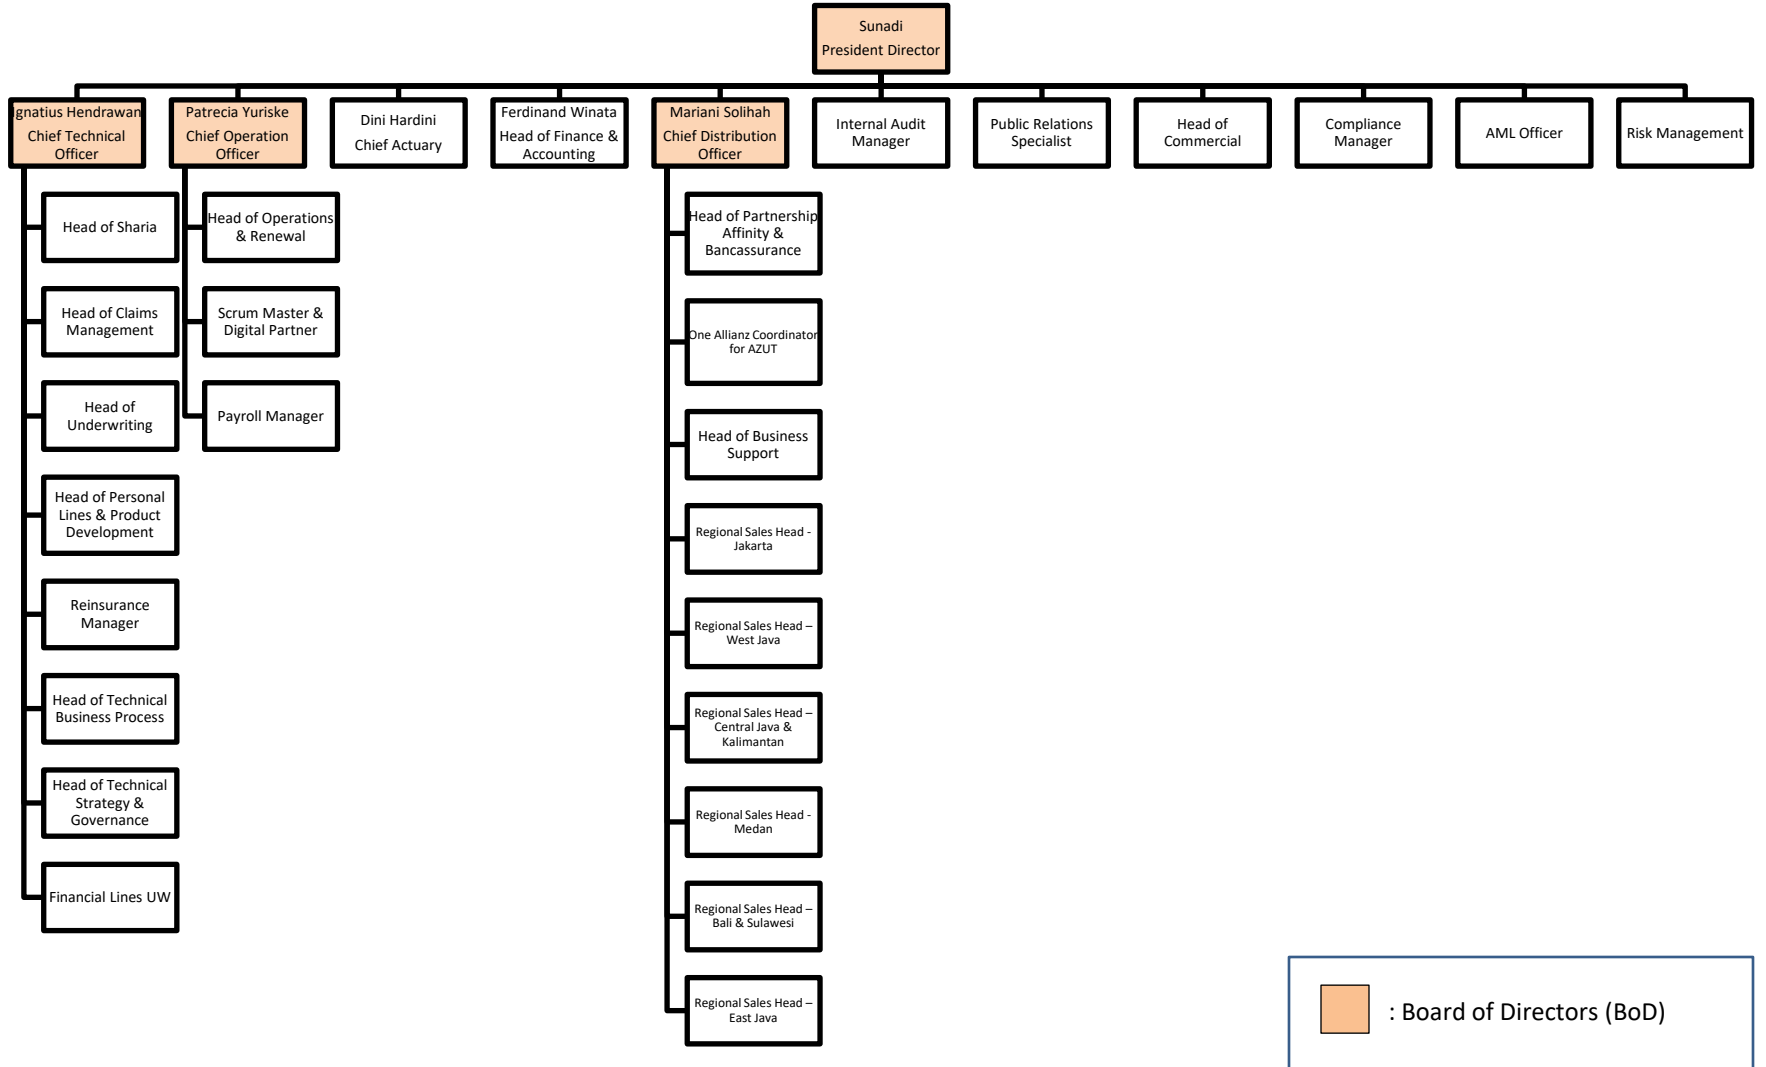 Sunadi
President Director
Ignatius Hendrawan
Chief Technical
Officer
Patrecia Yuriske
Chief Operation
Officer
Dini Hardini
Chief Actuary
Ferdinand Winata
Head of Finance &
Accounting
Mariani Solihah
Chief Distribution
Officer
Internal Audit
Manager
Public Relations
Specialist
Head of
Commercial
Compliance
Manager
AML Officer
Risk Management
Head of Sharia
Head of Claims
Management
Head of
Underwriting
Head of Personal
Lines & Product
Development
Reinsurance
Manager
Head of Technical
Business Process
Head of Technical
Strategy &
Governance
Financial Lines UW
Head of Operations
& Renewal
Scrum Master &
Digital Partner
Payroll Manager
Head of Partnership
Affinity &
Bancassurance
One Allianz Coordinator
for AZUT
Head of Business
Support
Regional Sales Head -
Jakarta
Regional Sales Head –
West Java
Regional Sales Head –
Central Java &
Kalimantan
Regional Sales Head -
Medan
Regional Sales Head –
Bali & Sulawesi
Regional Sales Head –
East Java
: Board of Directors (BoD)